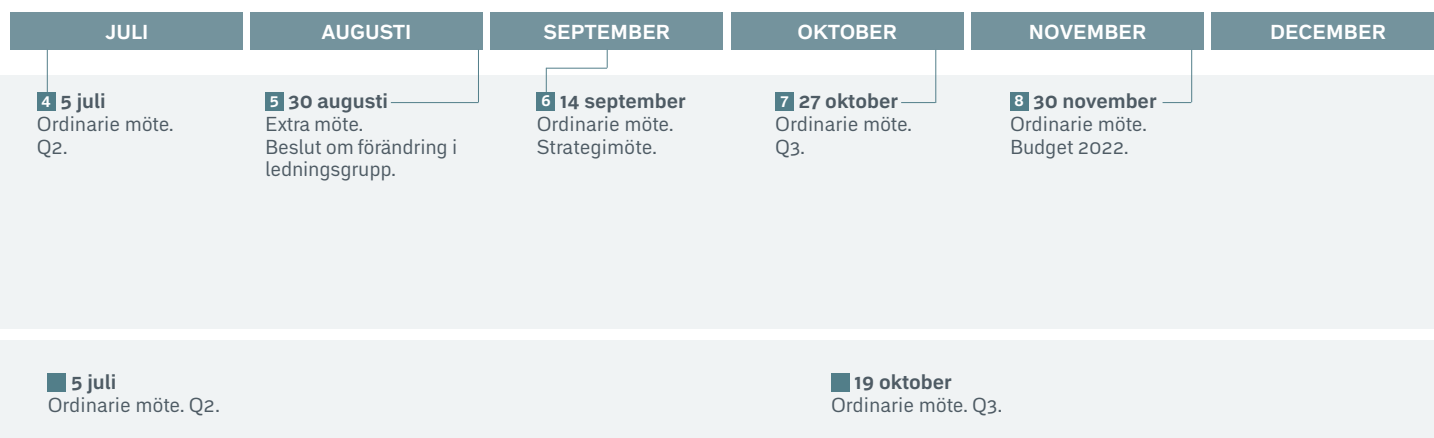 JULI
AUGUSTI
SEPTEMBER
OKTOBER
NOVEMBER
DECEMBER
4 5 juli
Ordinarie möte.
Q2.
5 30 augusti
Extra möte.
Beslut om förändring i
ledningsgrupp.
6 14 september
Ordinarie möte.
Strategimöte.
7 27 oktober
Ordinarie möte.
Q3.
8 30 november
Ordinarie möte.
Budget 2022.
5 juli
Ordinarie möte. Q2.
19 oktober
Ordinarie möte. Q3.